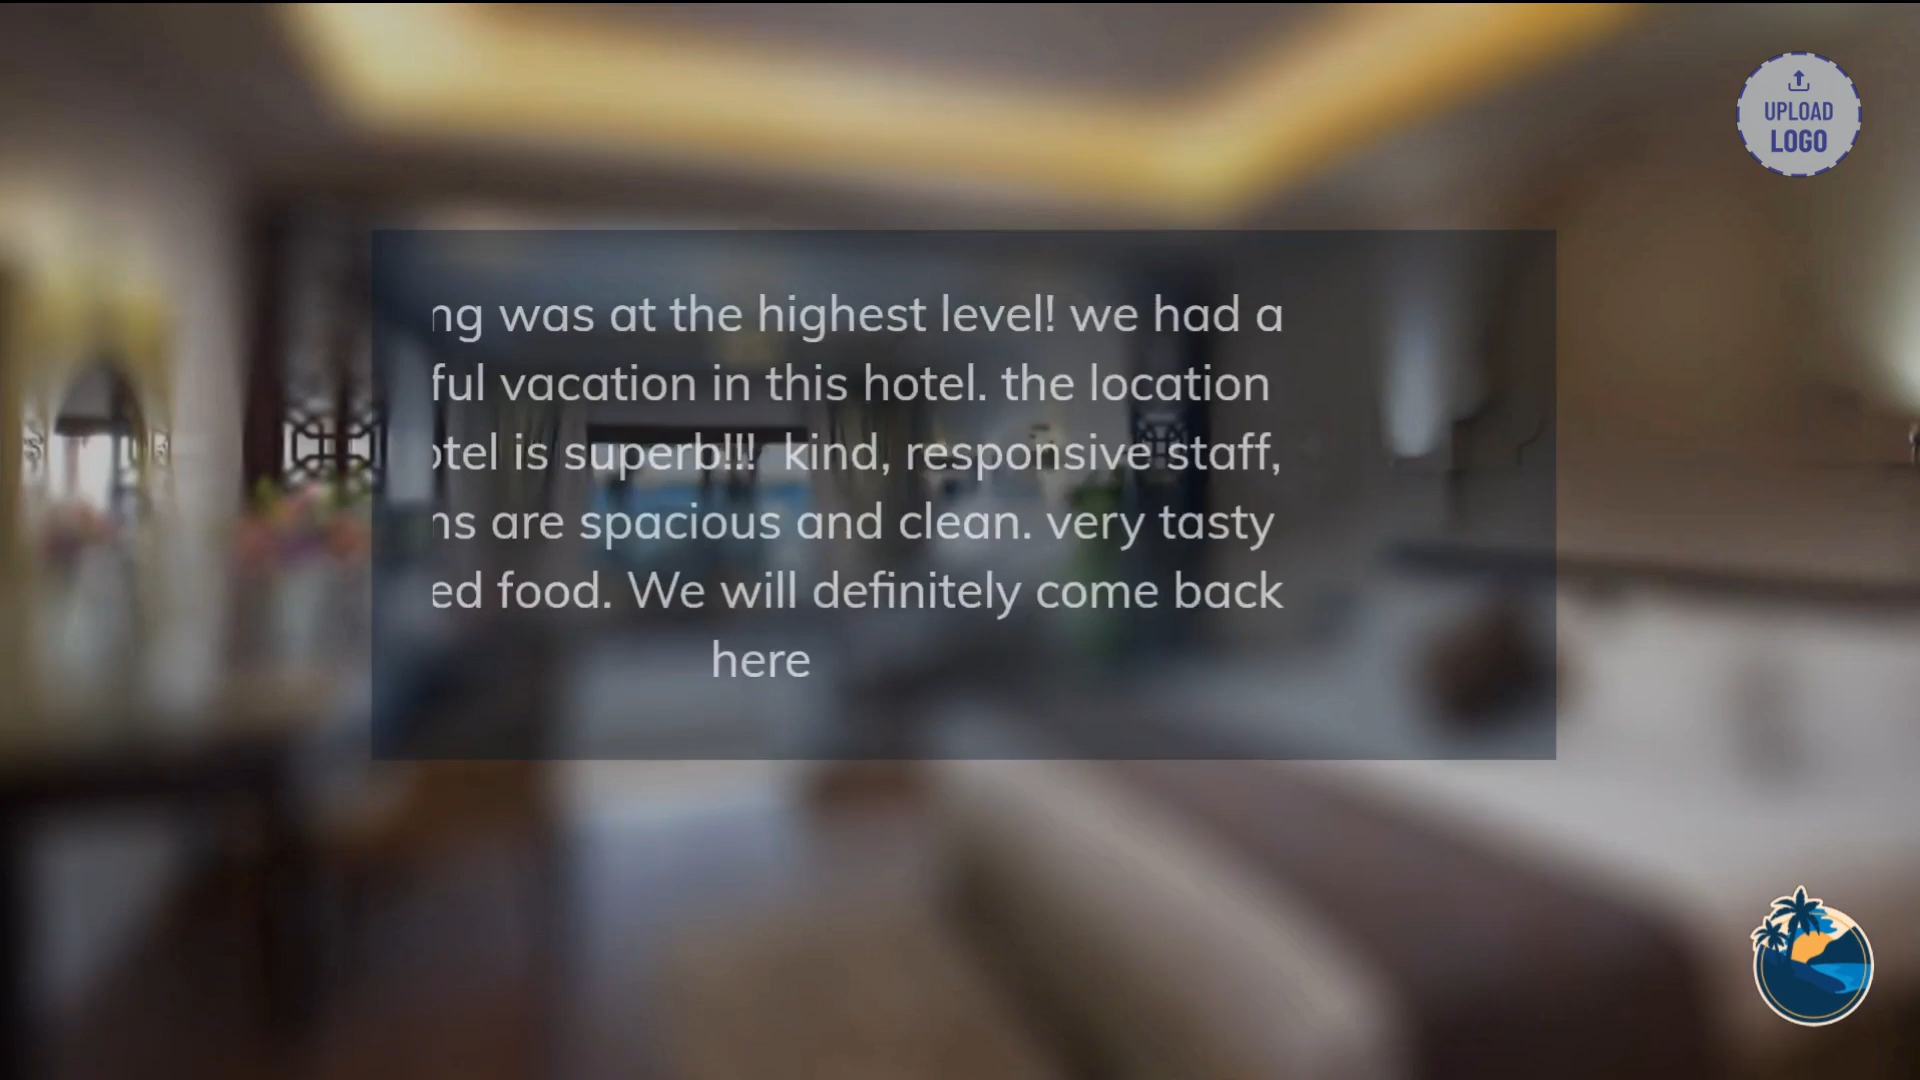 ng was at the highest level! we had a
ful vacation in this hotel. the location
otel is superb!!!  kind, responsive staff,
ns are spacious and clean. very tasty
ed food. We will definitely come back
here
UPLOAD
LOGO